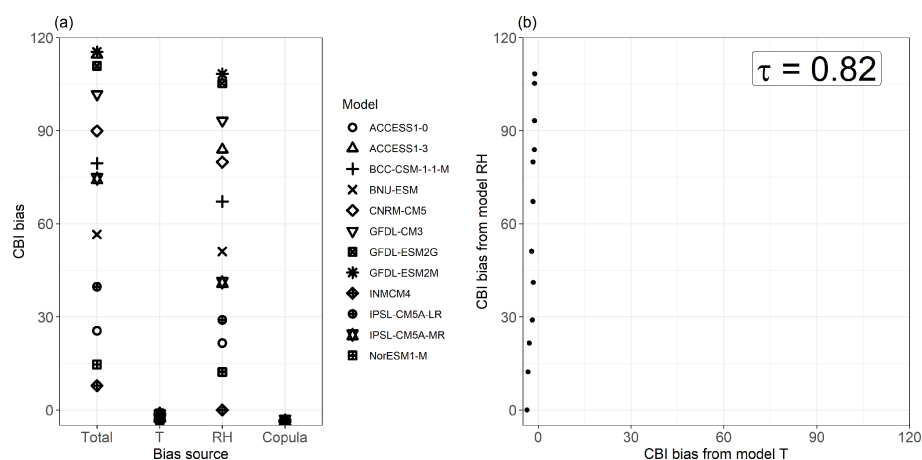 (a)
120
90
60
30
0
CBI bias
Total T RH Copula
Bias source
Model
ACCESS1-0
ACCESS1-3
BCC-CSM-1-1-M
BNU-ESM
CNRM-CM5
GFDL-CM3
GFDL-ESM2G
GFDL-ESM2M
INMCM4
IPSL-CM5A-LR
IPSL-CM5A-MR
NorESM1-M
(b)
τ = 0.82
120
90
60
30
0
CBI bias from model RH
0 30 60 90 120
CBI bias from model T